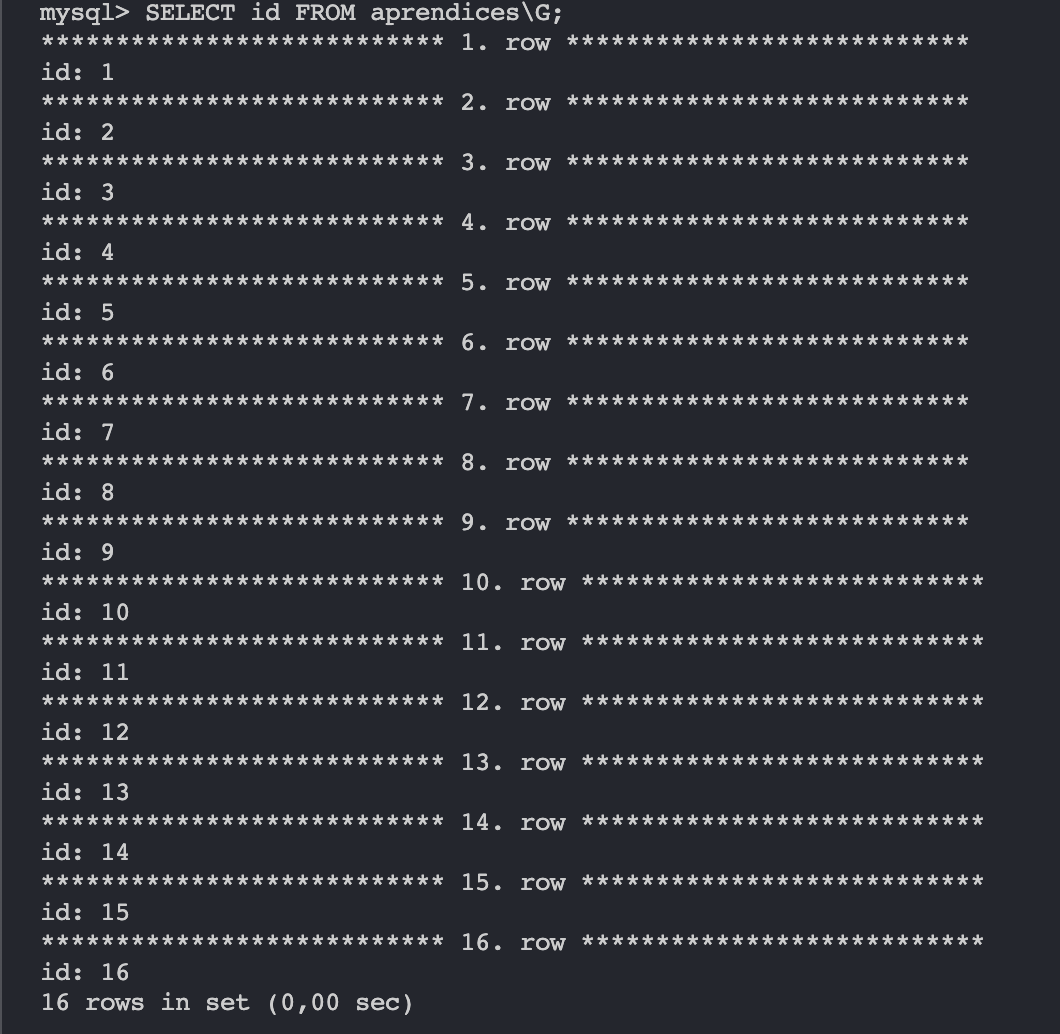 mysql> SELECT id FROM aprendices\G;
*************************** 1. row ***************************
id: 1
*************************** 2. row ***************************
id: 2
*************************** 3. row ***************************
id: 3
*************************** 4. row ***************************
id: 4
*************************** 5. row ***************************
id: 5
*************************** 6. row ***************************
id: 6
*************************** 7. row ***************************
id: 7
*************************** 8. row ***************************
id: 8
*************************** 9. row ***************************
id: 9
*************************** 10. row ***************************
id: 10
*************************** 11. row ***************************
id: 11
*************************** 12. row ***************************
id: 12
*************************** 13. row ***************************
id: 13
*************************** 14. row ***************************
id: 14
*************************** 15. row ***************************
id: 15
*************************** 16. row ***************************
id: 16
16 rows in set (0,00 sec)